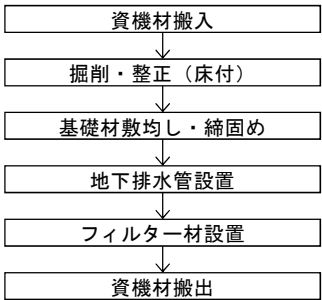 資機材搬入
掘削・整正（床付）
基礎材敷均し・締固め
地下排水管設置
フィルター材設置
資機材搬出